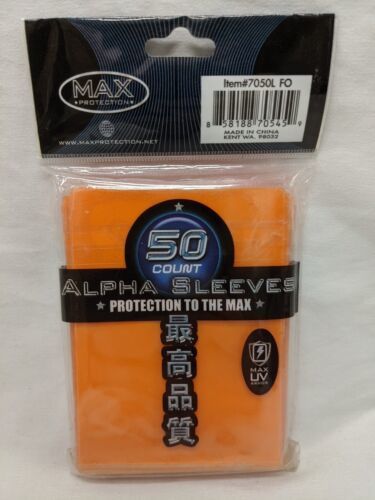 MAX
PROTECTION
WWW.MAXPROTECTION.NET
Item#7050L FO
8 58188 70545 9
MADE IN CHINA
KENT WA. 98032
50
COUNT
ALPHA SLEEVES
PROTECTION TO THE MAX
最高品質
MAX
UV
ARMOR